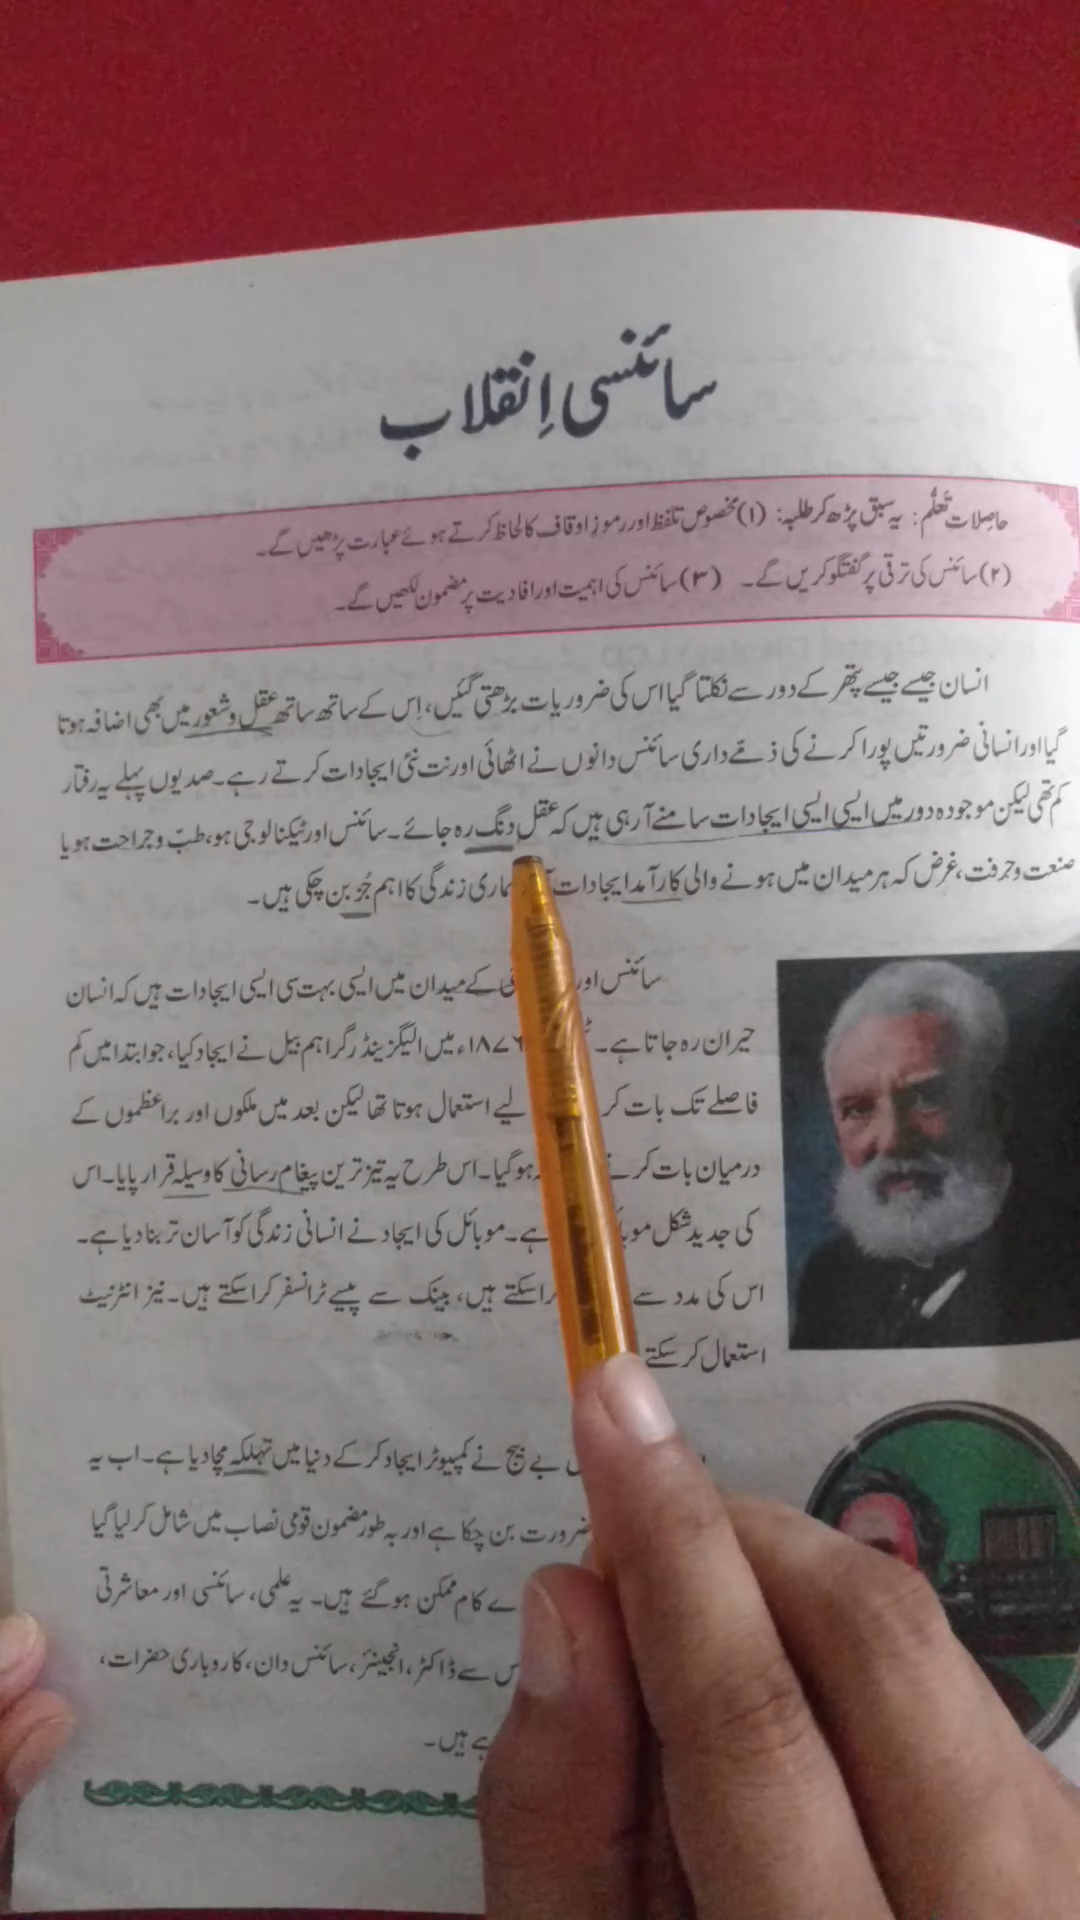 سائنسی اِنقلاب
حاصلاتِ تعلّم: یہ سبق پڑھ کر طلبہ: (۱) مخصوص تلفظ اور رموزِ اوقاف کا لحاظ کرتے ہوئے عبارت پڑھیں گے۔
(۲) سائنس کی ترقی پر گفتگو کریں گے۔ (۳) سائنس کی اہمیت اور افادیت پر مضمون لکھیں گے۔
انسان جیسے جیسے پتھر کے دور سے نکلتا گیا اس کی ضروریات بڑھتی گئیں، اِس کے ساتھ ساتھ عقل و شعور میں بھی اضافہ ہوتا
گیا اور انسانی ضرورتیں پورا کرنے کی ذمّے داری سائنس دانوں نے اٹھائی اور نت نئی ایجادات کرتے رہے۔ صدیوں پہلے یہ رفتار
کم تھی لیکن موجودہ دور میں ایسی ایسی ایجادات سامنے آ رہی ہیں کہ عقل دنگ رہ جائے۔ سائنس اور ٹیکنالوجی ہو، طبّ و جراحت ہو یا
صنعت و حرفت، غرض کہ ہر میدان میں ہونے والی کارآمد ایجادات زندگی کا اہم جُز بن چکی ہیں۔
سائنس اور کے میدان میں ایسی بہت سی ایسی ایجادات ہیں کہ انسان
حیران رہ جاتا ہے۔ ۱۸۷۶ء میں الیگزینڈر گراہم بیل نے ایجاد کیا، جو ابتدا میں کم
فاصلے تک بات کر لیے استعمال ہوتا تھا لیکن بعد میں ملکوں اور براعظموں کے
درمیان بات کرنے ہو گیا۔ اس طرح یہ تیز ترین پیغام رسانی کا وسیلہ قرار پایا۔ اس
کی جدید شکل ہے۔ موبائل کی ایجاد نے انسانی زندگی کو آسان تر بنا دیا ہے۔
اس کی مدد سے سکتے ہیں، بینک سے پیسے ٹرانسفر کرا سکتے ہیں۔ نیز انٹرنیٹ
استعمال کر سکتے
بے بیج نے کمپیوٹر ایجاد کر کے دنیا میں تہلکہ مچا دیا ہے۔ اب یہ
ضرورت بن چکا ہے اور بہ طور مضمون قومی نصاب میں شامل کر لیا گیا
کام ممکن ہو گئے ہیں۔ یہ علمی، سائنسی اور معاشرتی
سے ڈاکٹر، انجینئر، سائنس دان، کاروباری حضرات،
ہیں۔